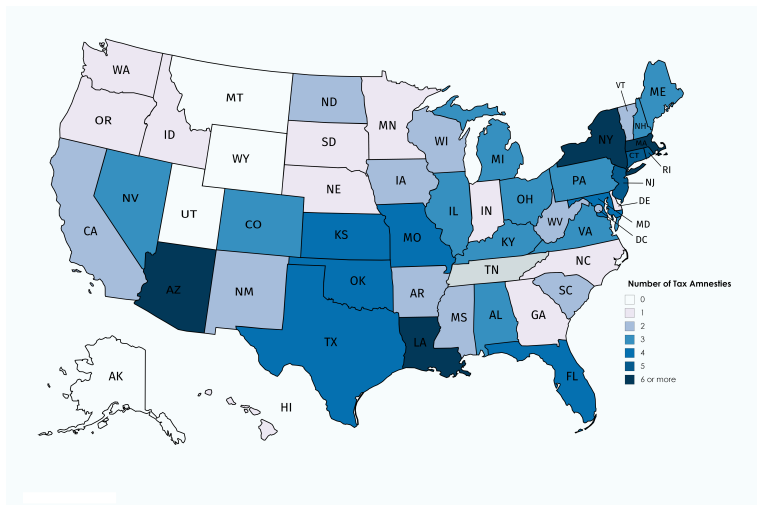 WA
MT
ND
MN
VT
ME
OR
ID
SD
WI
MI
NH
NY
MA
CT
RI
WY
NE
IA
PA
NJ
NV
UT
CO
IL
IN
OH
DE
CA
KS
MO
KY
WV
VA
MD
DC
AZ
NM
OK
TN
NC
AR
SC
TX
LA
MS
AL
GA
FL
AK
HI
Number of Tax Amnesties
0
1
2
3
4
5
6 or more